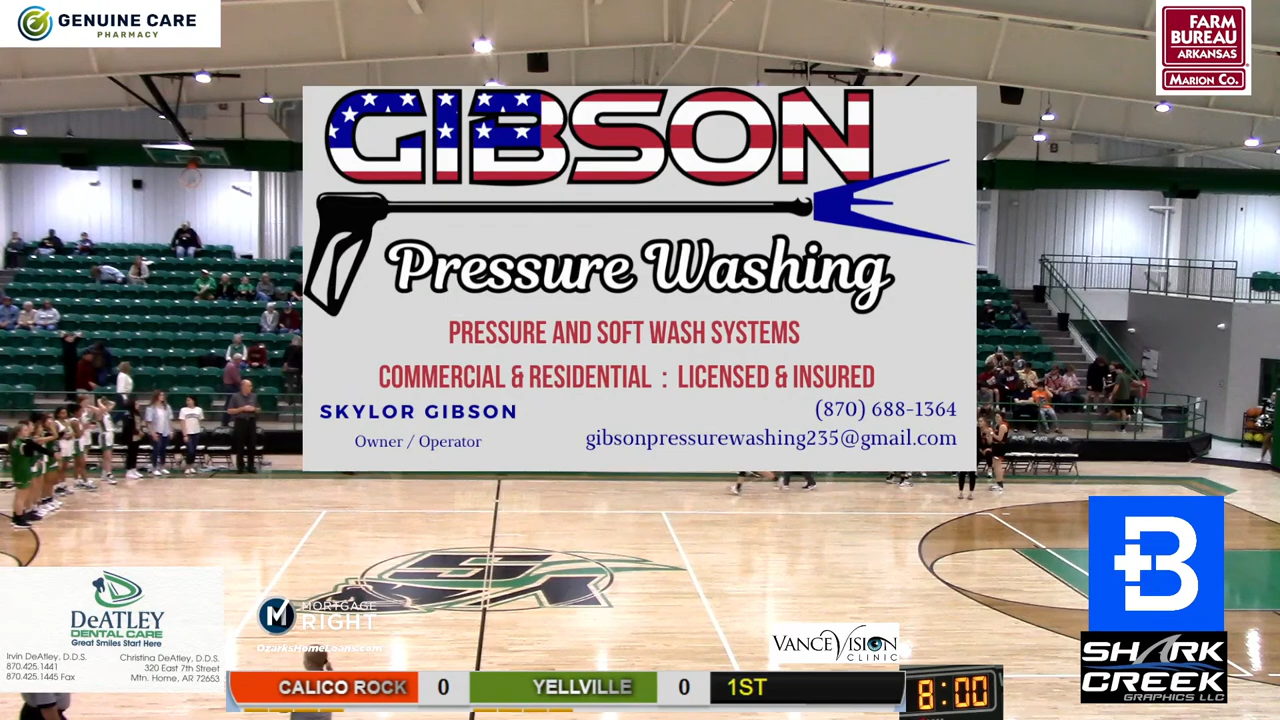 GENUINE CARE
PHARMACY
FARM
BUREAU
ARKANSAS
MARION CO.
GIBSON
Pressure Washing
PRESSURE AND SOFT WASH SYSTEMS
COMMERCIAL & RESIDENTIAL : LICENSED & INSURED
SKYLOR GIBSON
Owner / Operator
(870) 688-1364
gibsonpressurewashing235@gmail.com
B
DEATLEY
DENTAL CARE
Great Smiles Start Here
Irvin DeAtley, D.D.S.
870.425.1441
870.425.1445 Fax
Christina DeAtley, D.D.S.
320 East 7th Street
Mtn. Home, AR 72653
M MORTGAGE
RIGHT
OzarksHomeLoans.com
VANCE VISION
CLINIC
SHARK
CREEK
GRAPHICS LLC
CALICO ROCK 0 YELLVILLE 0 1ST 8:00